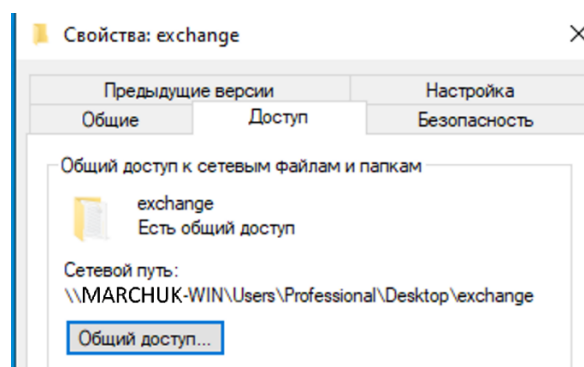 Свойства: exchange
Предыдущие версии
Настройка
Общие
Доступ
Безопасность
Общий доступ к сетевым файлам и папкам
exchange
Есть общий доступ
Сетевой путь:
\\MARCHUK-WIN\Users\Professional\Desktop\exchange
Общий доступ...